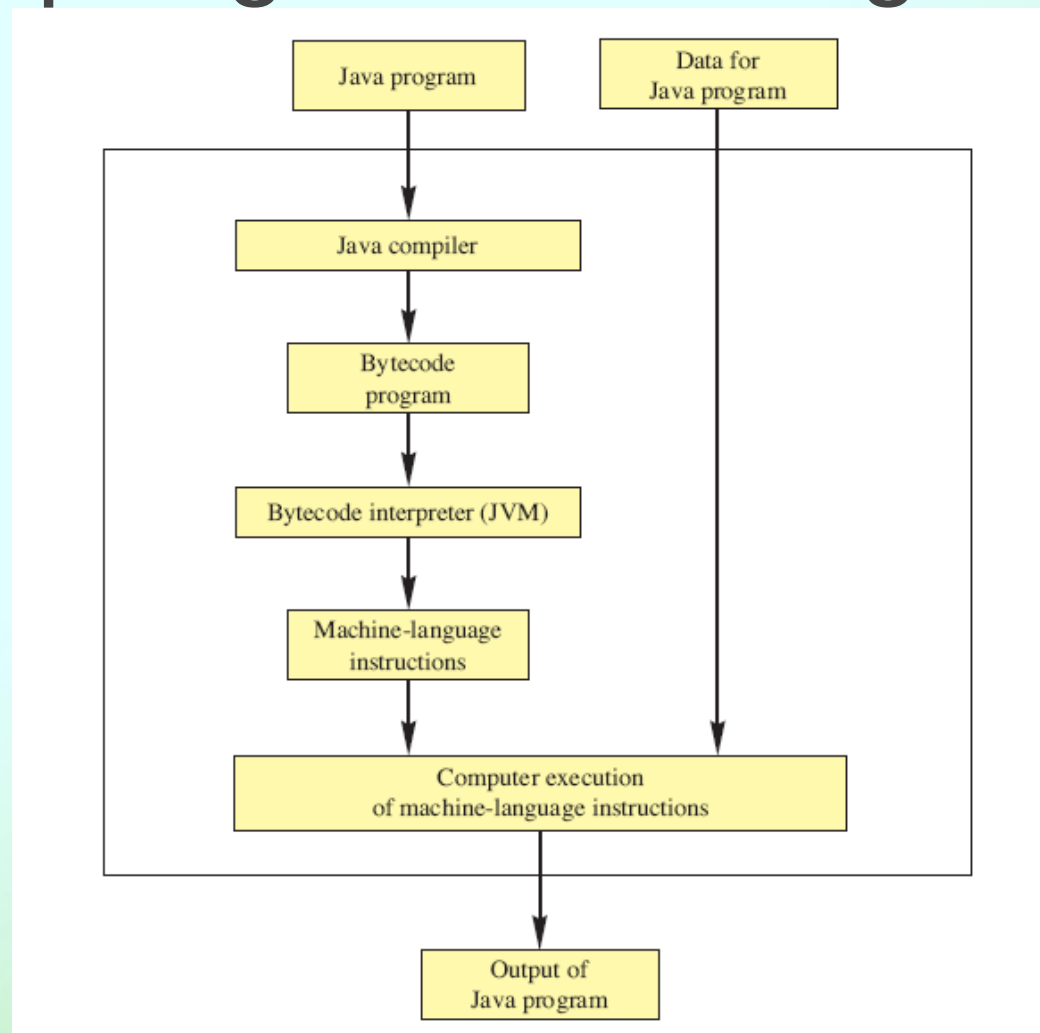 Java program
Data for
Java program
Java compiler
Bytecode
program
Bytecode interpreter (JVM)
Machine-language
instructions
Computer execution
of machine-language instructions
Output of
Java program